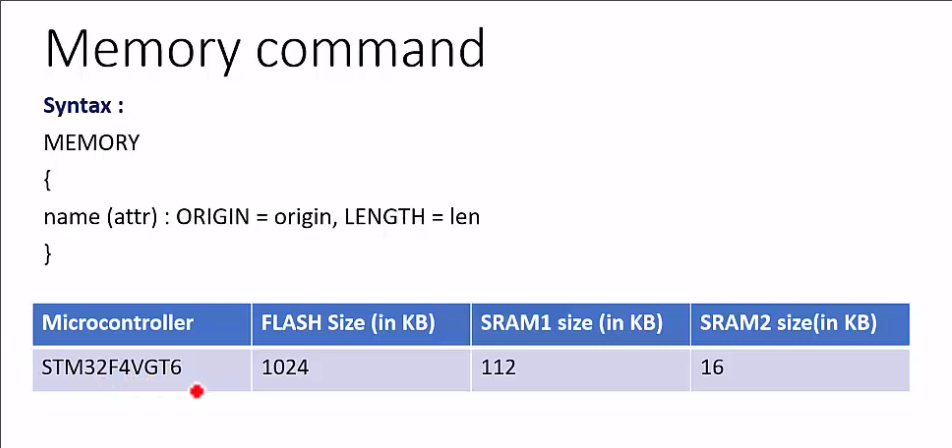 Memory command
Syntax :
MEMORY
{
name (attr) : ORIGIN = origin, LENGTH = len
}
Microcontroller FLASH Size (in KB) SRAM1 size (in KB) SRAM2 size(in KB)
STM32F4VGT6 1024 112 16